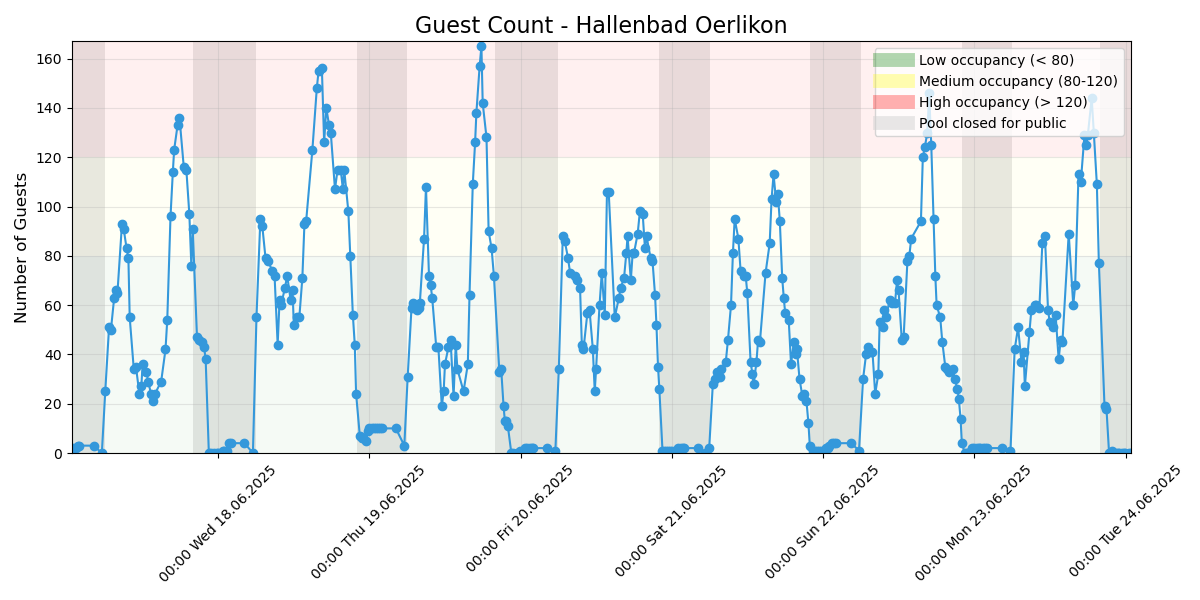 Guest Count - Hallenbad Oerlikon
Low occupancy (< 80)
Medium occupancy (80-120)
High occupancy (> 120)
Pool closed for public
Number of Guests
160
140
120
100
80
60
40
20
0
00:00 Wed 18.06.2025
00:00 Thu 19.06.2025
00:00 Fri 20.06.2025
00:00 Sat 21.06.2025
00:00 Sun 22.06.2025
00:00 Mon 23.06.2025
00:00 Tue 24.06.2025